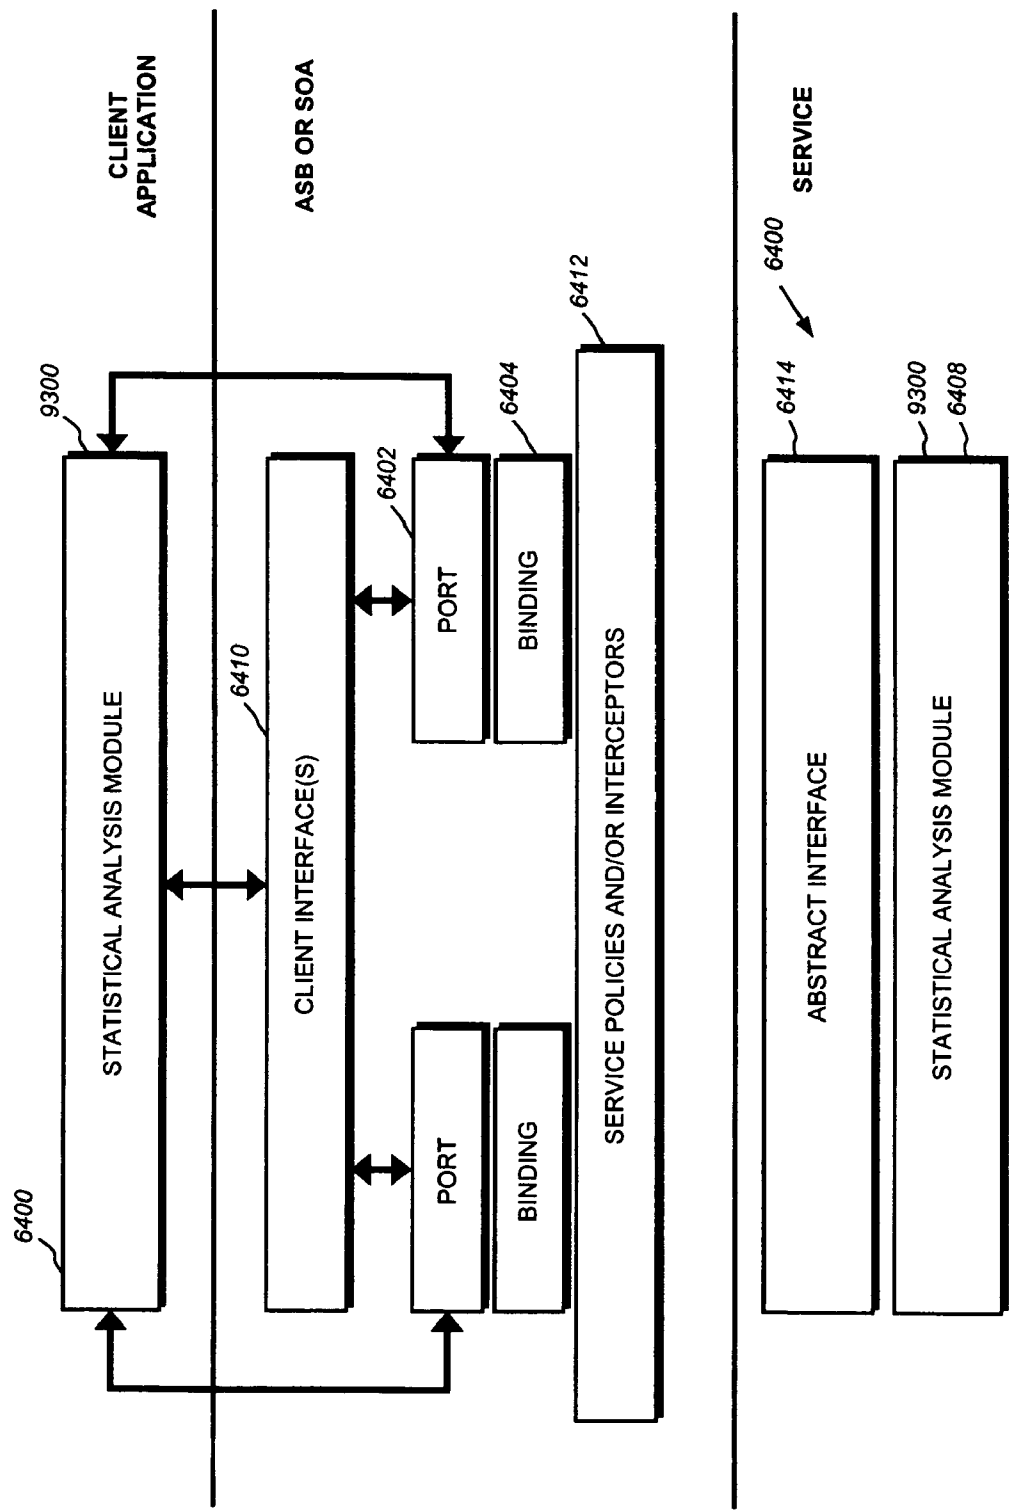 CLIENT
APPLICATION
6400
9300
STATISTICAL ANALYSIS MODULE
ASB OR SOA
6410
CLIENT INTERFACE(S)
6402
PORT
PORT
6404
BINDING
BINDING
6412
SERVICE POLICIES AND/OR INTERCEPTORS
SERVICE
6400
6414
ABSTRACT INTERFACE
9300
6408
STATISTICAL ANALYSIS MODULE